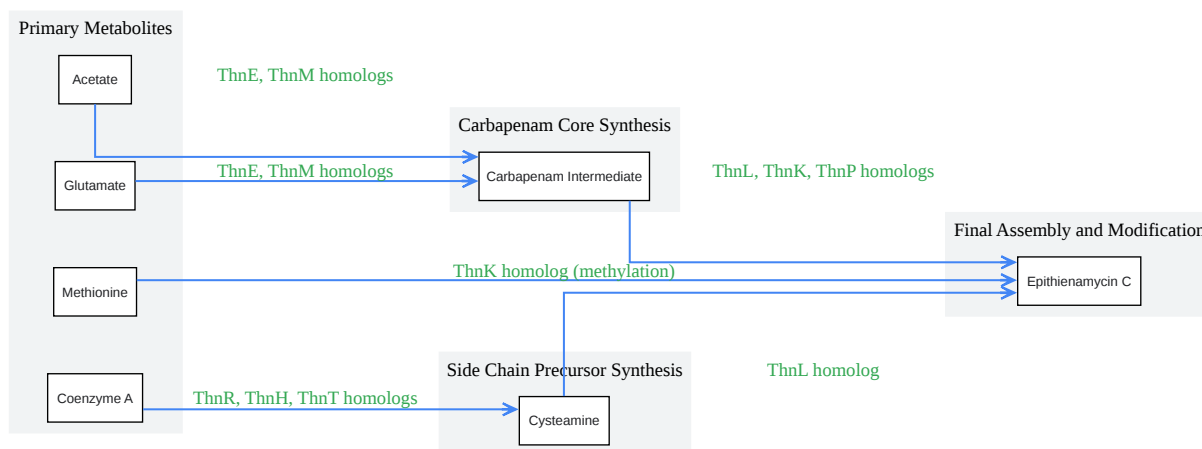 Primary Metabolites
Acetate
ThnE, ThnM homologs
Carbapenam Core Synthesis
Glutamate
ThnE, ThnM homologs
Carbapenam Intermediate
ThnL, ThnK, ThnP homologs
Final Assembly and Modification
Methionine
ThnK homolog (methylation)
Epithienamycin C
Side Chain Precursor Synthesis
ThnL homolog
Coenzyme A
ThnR, ThnH, ThnT homologs
Cysteamine